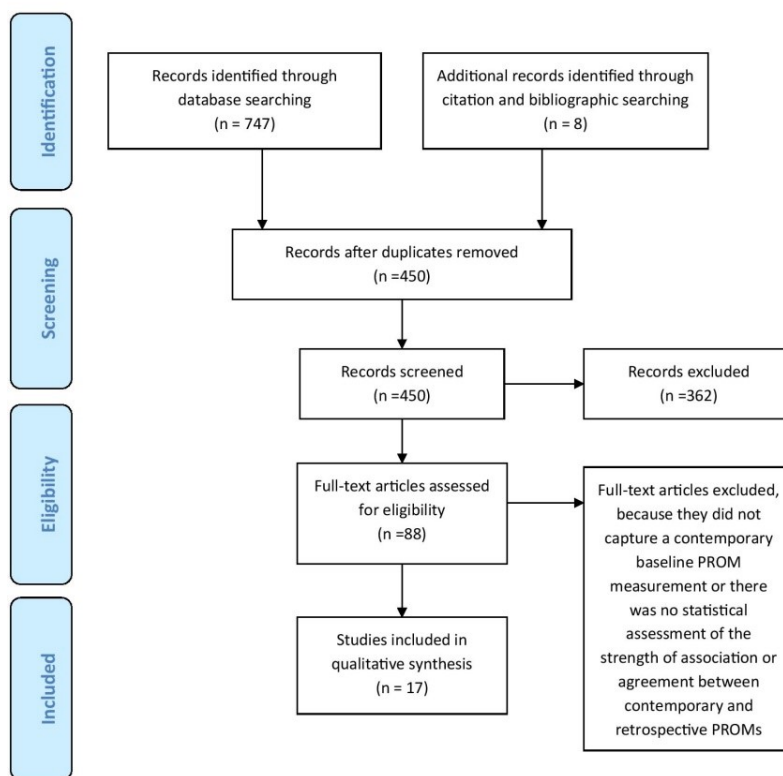 Identification
Records identified through
database searching
(n = 747)
Additional records identified through
citation and bibliographic searching
(n = 8)
Screening
Records after duplicates removed
(n =450)
Records screened
(n =450)
Records excluded
(n =362)
Eligibility
Full-text articles assessed
for eligibility
(n =88)
Full-text articles excluded,
because they did not
capture a contemporary
baseline PROM
measurement or there
was no statistical
assessment of the
strength of association or
agreement between
contemporary and
retrospective PROMs
Included
Studies included in
qualitative synthesis
(n = 17)